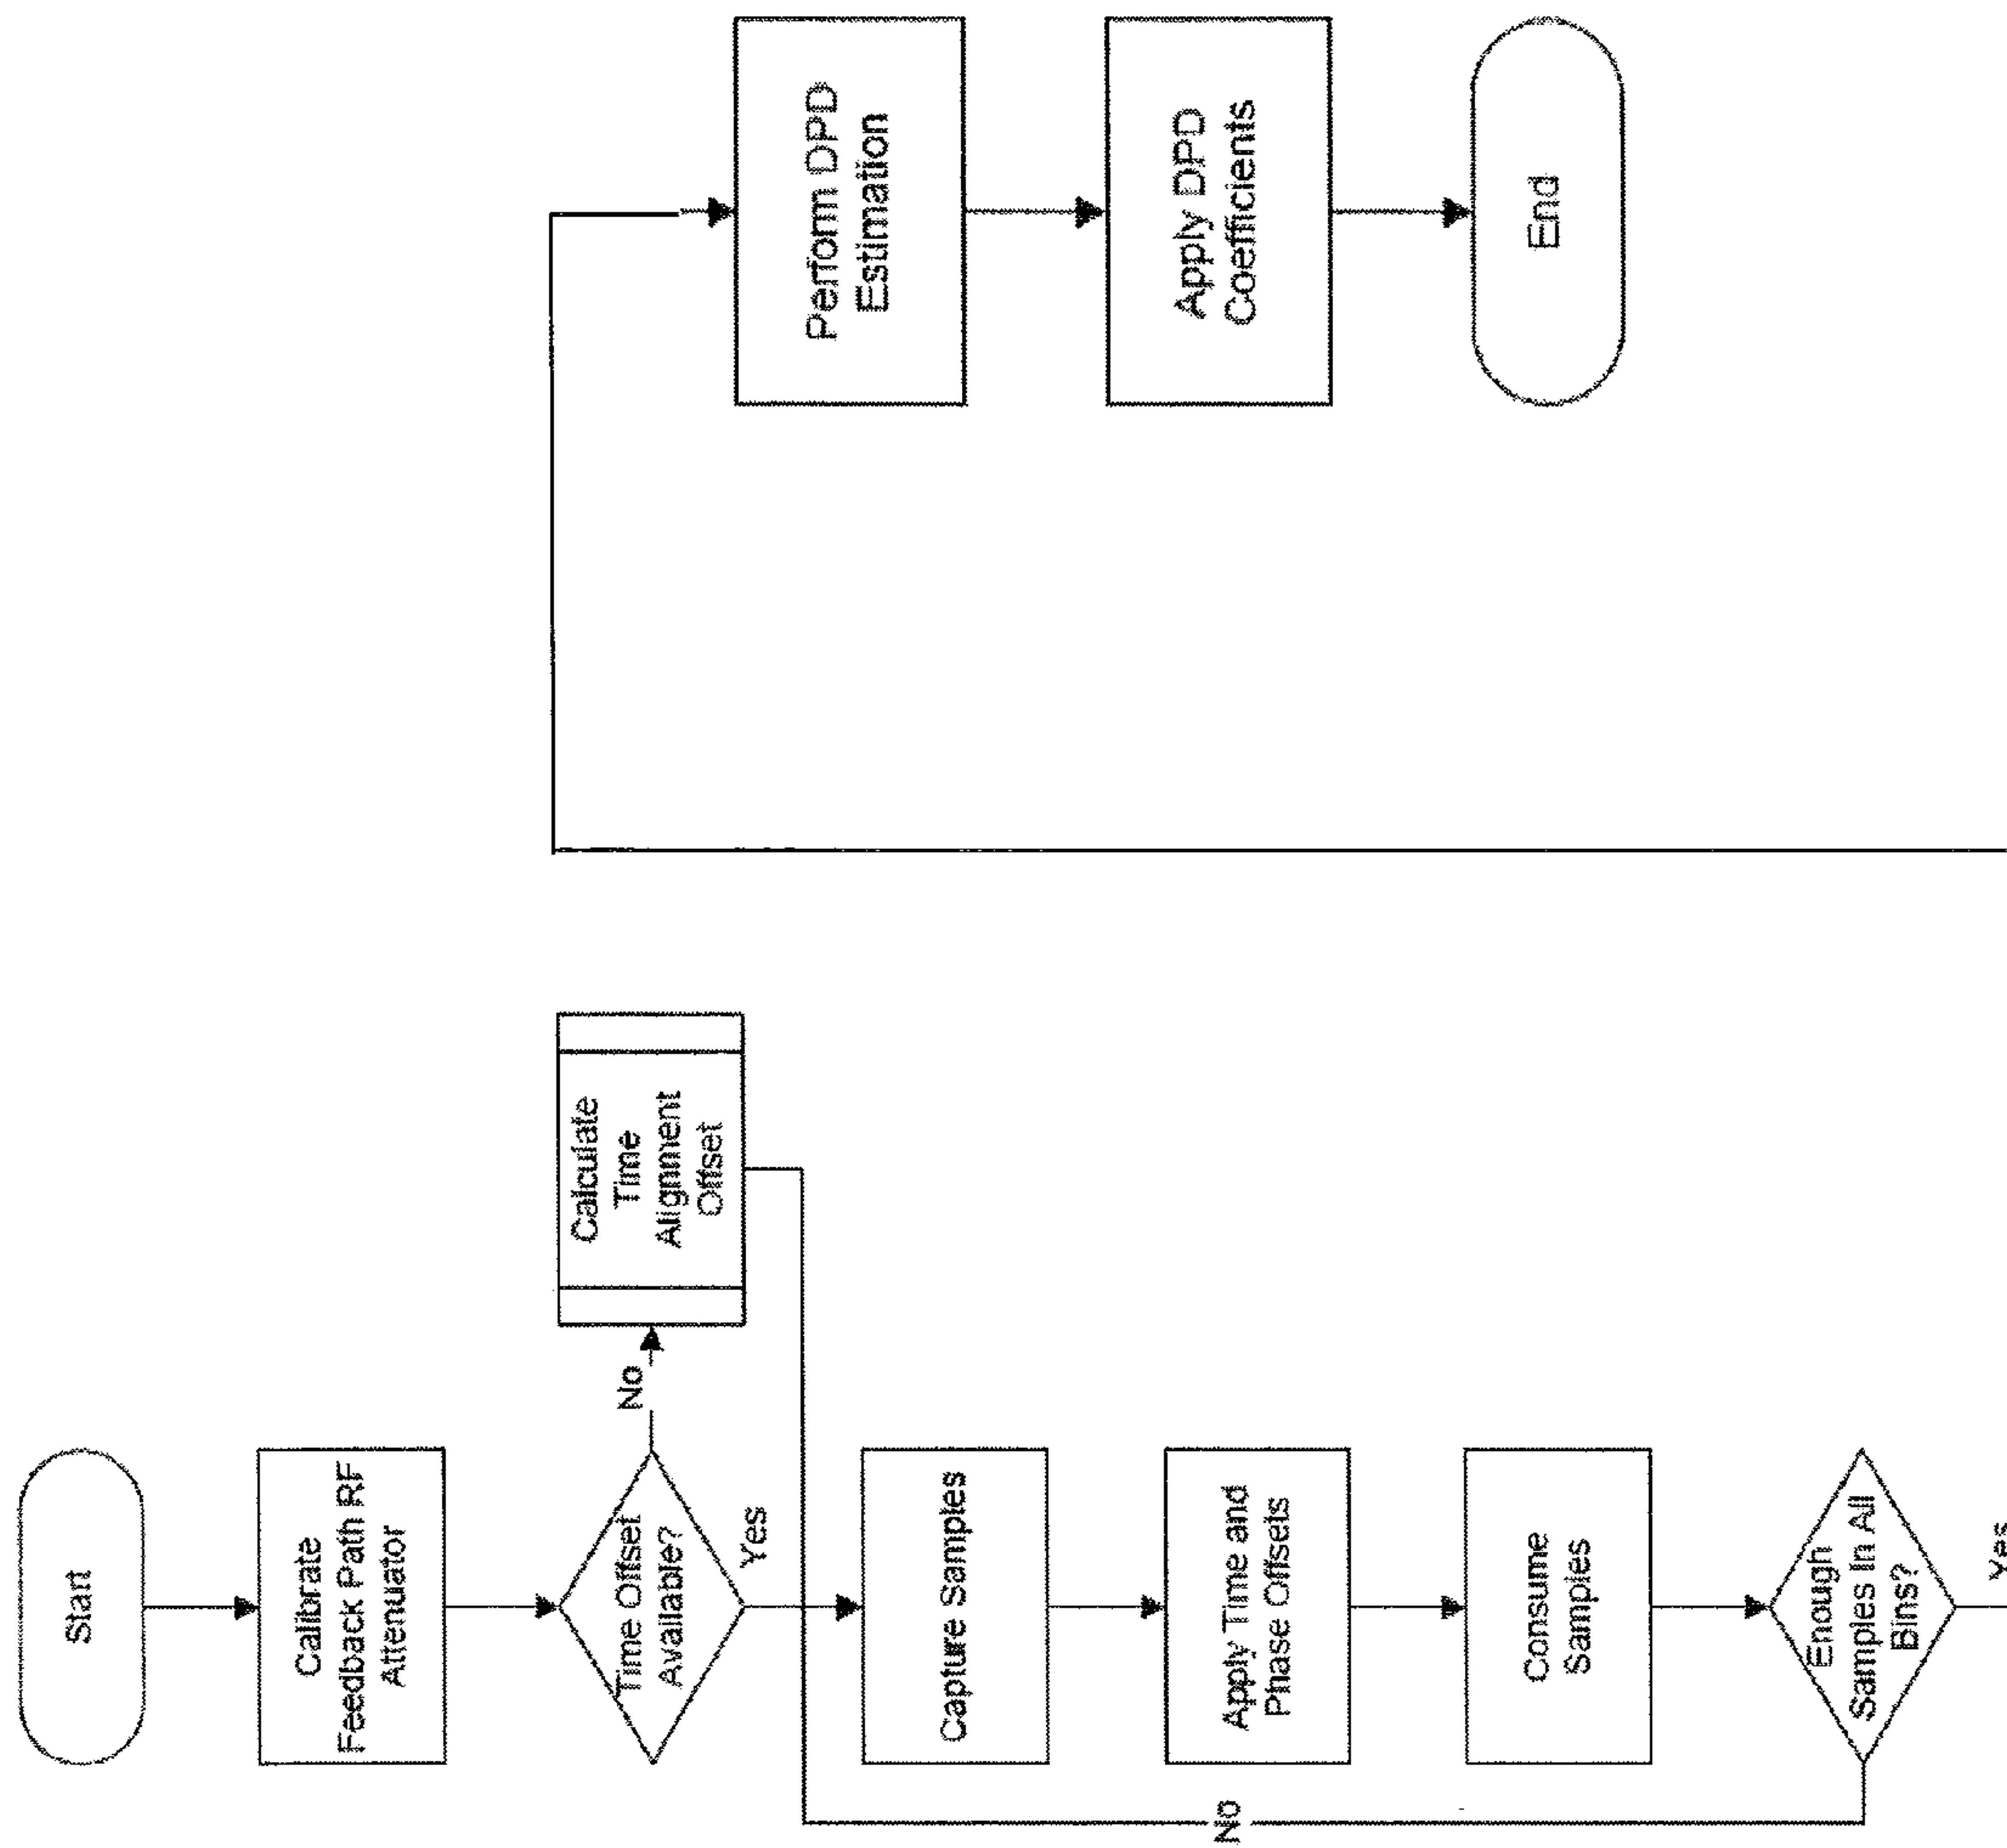 Start
Calibrate
Feedback Path RF
Attenuator
Time Offset
Available?
No
Calculate
Time
Alignment
Offset
Yes
Capture Samples
Apply Time and
Phase Offsets
Consume
Samples
Enough
Samples In All
Bins?
No
Yes
Perform DPD
Estimation
Apply DPD
Coefficients
End